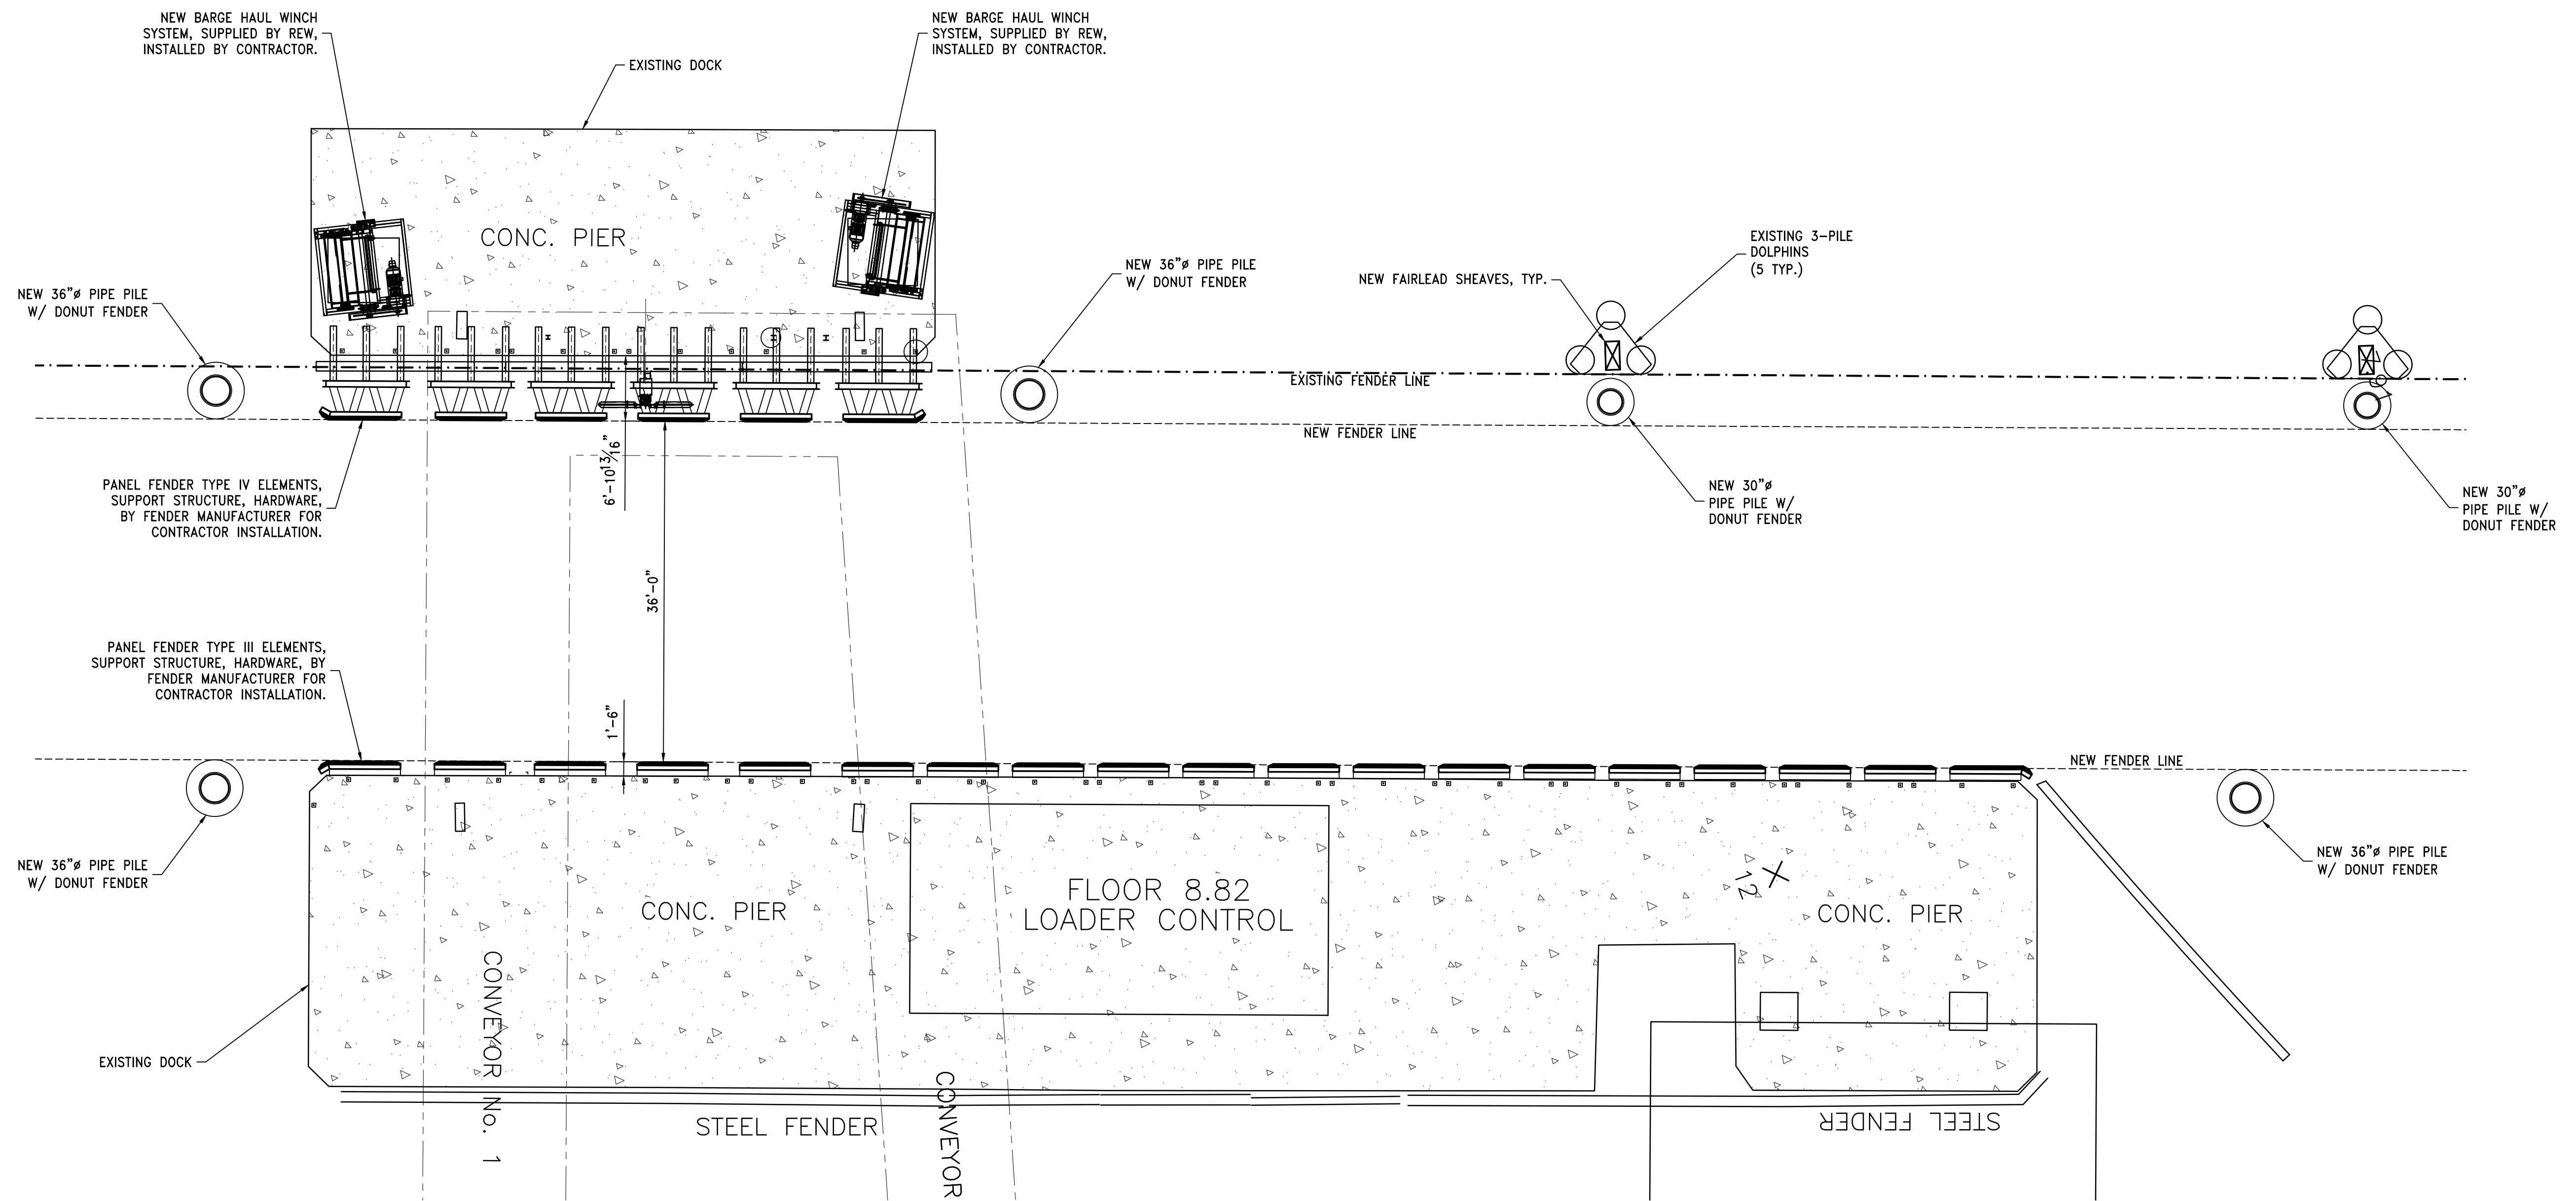 NEW BARGE HAUL WINCH
SYSTEM, SUPPLIED BY REW,
INSTALLED BY CONTRACTOR.
NEW BARGE HAUL WINCH
SYSTEM, SUPPLIED BY REW,
INSTALLED BY CONTRACTOR.
EXISTING DOCK
CONC. PIER
NEW 36"ø PIPE PILE
W/ DONUT FENDER
NEW 36"ø PIPE PILE
W/ DONUT FENDER
NEW FAIRLEAD SHEAVES, TYP.
EXISTING 3-PILE
DOLPHINS
(5 TYP.)
H
H
H
EXISTING FENDER LINE
NEW FENDER LINE
6'-10 13/16"
PANEL FENDER TYPE IV ELEMENTS,
SUPPORT STRUCTURE, HARDWARE,
BY FENDER MANUFACTURER FOR
CONTRACTOR INSTALLATION.
NEW 30"ø
PIPE PILE W/
DONUT FENDER
NEW 30"ø
PIPE PILE W/
DONUT FENDER
36'-0"
PANEL FENDER TYPE III ELEMENTS,
SUPPORT STRUCTURE, HARDWARE, BY
FENDER MANUFACTURER FOR
CONTRACTOR INSTALLATION.
1'-6"
NEW FENDER LINE
NEW 36"ø PIPE PILE
W/ DONUT FENDER
NEW 36"ø PIPE PILE
W/ DONUT FENDER
CONC. PIER
FLOOR 8.82
LOADER CONTROL
12
CONC. PIER
EXISTING DOCK
CONVEYOR No. 1
CONVEYOR
STEEL FENDER
STEEL FENDER